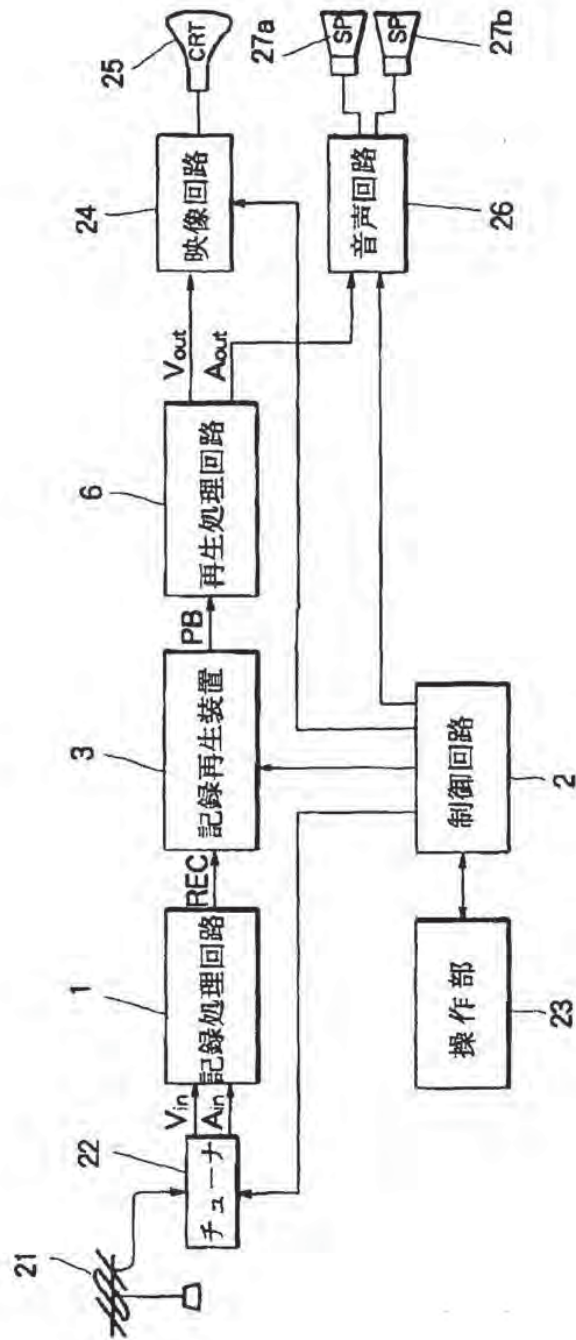 21
22
チューナ
Vin
Ain
1
記録処理回路
REC
3
記録再生装置
PB
6
再生処理回路
Vout
Aout
24
映像回路
25
CRT
27a
SP
SP
27b
音声回路
26
操作部
23
制御回路
2